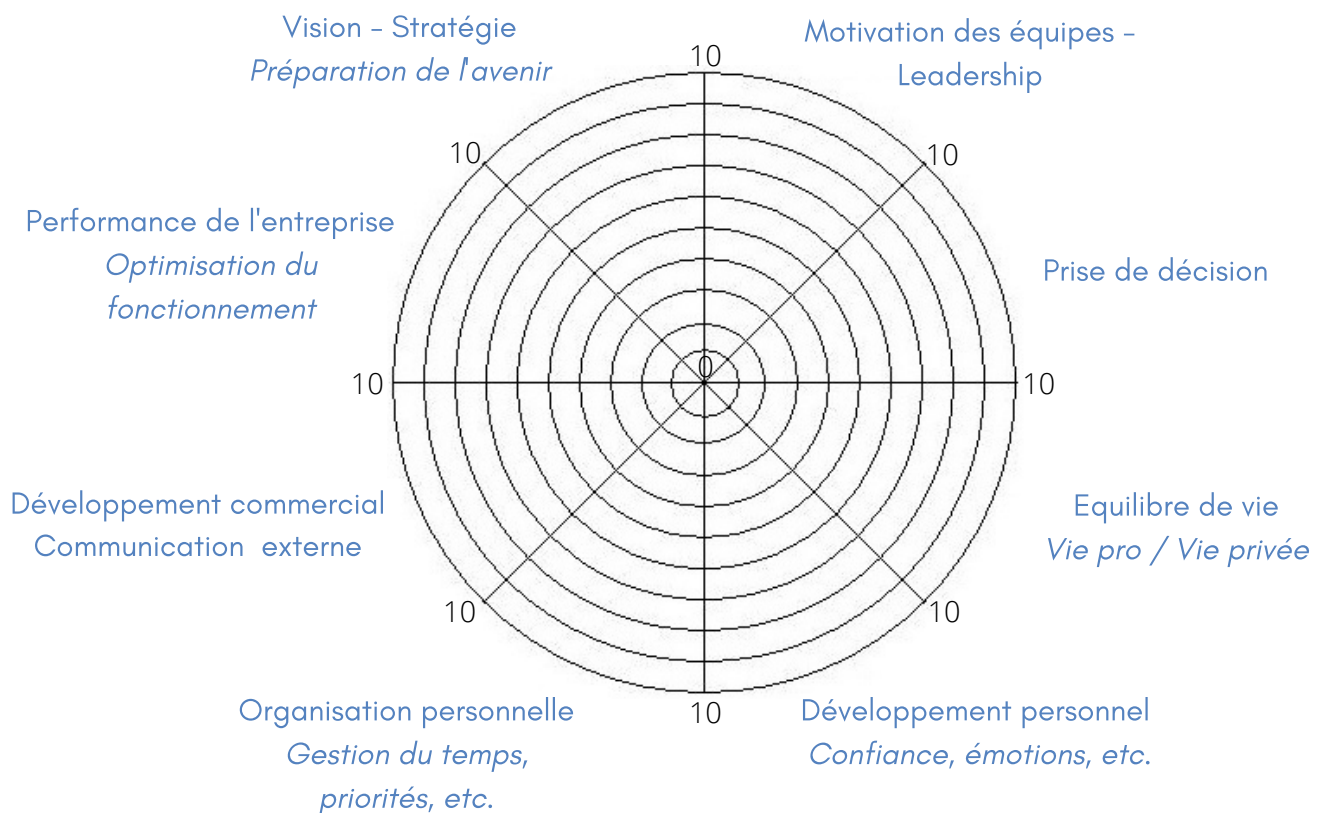 Vision - Stratégie
Préparation de l'avenir
Motivation des équipes -
Leadership
10
10
10
Performance de l'entreprise
Optimisation du
fonctionnement
Prise de décision
0
10
10
Développement commercial
Communication externe
Equilibre de vie
Vie pro / Vie privée
10
10
10
Organisation personnelle
Gestion du temps,
priorités, etc.
Développement personnel
Confiance, émotions, etc.